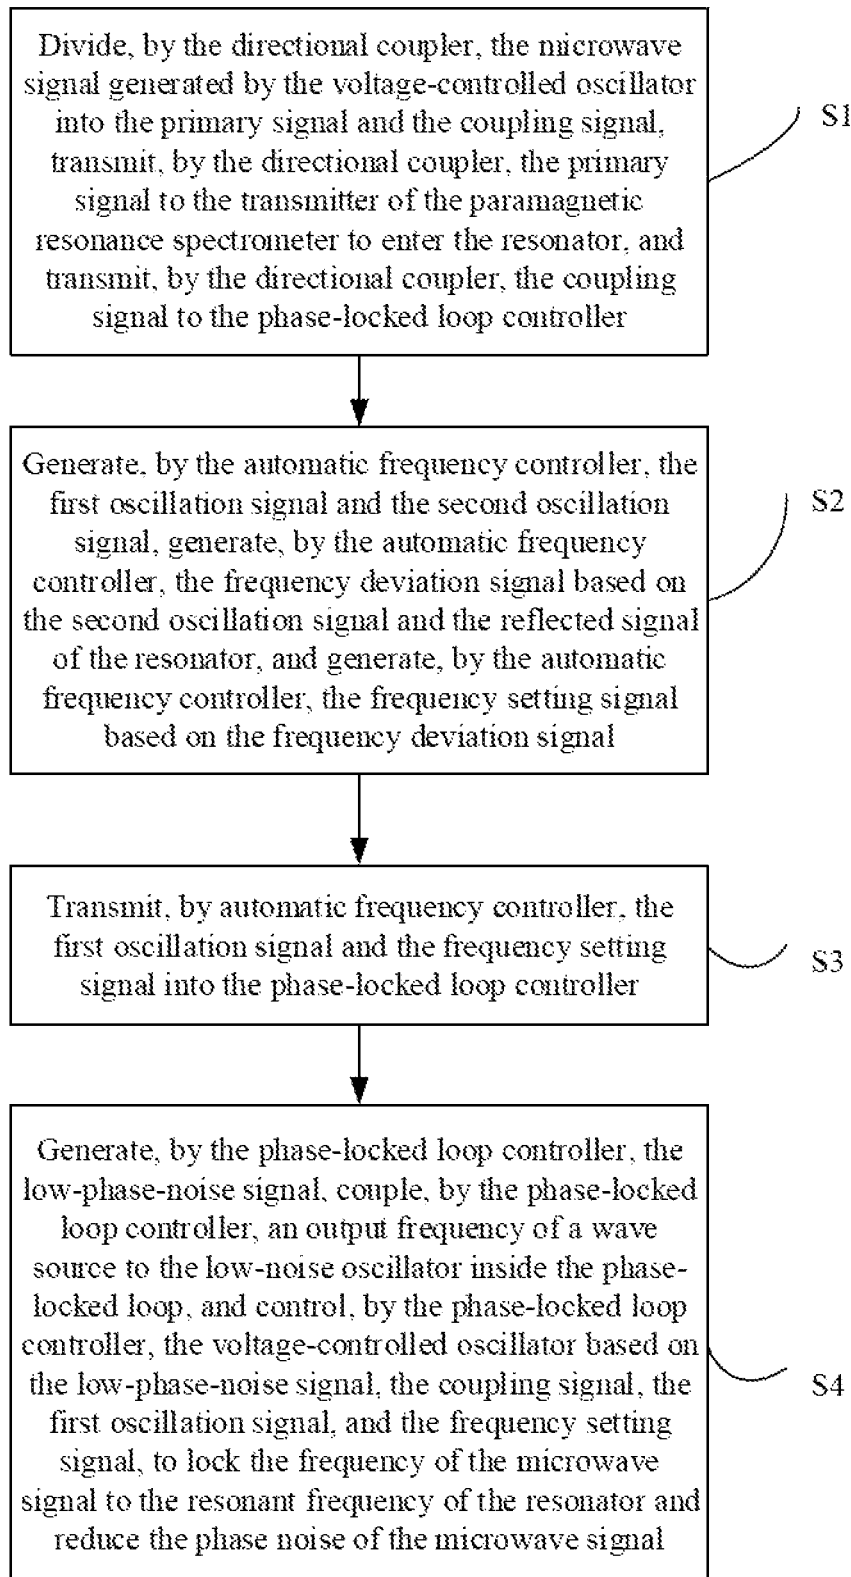 Divide, by the directional coupler, the microwave
signal generated by the voltage-controlled oscillator
into the primary signal and the coupling signal,
transmit, by the directional coupler, the primary
signal to the transmitter of the paramagnetic
resonance spectrometer to enter the resonator, and
transmit, by the directional coupler, the coupling
signal to the phase-locked loop controller
S1
Generate, by the automatic frequency controller, the
first oscillation signal and the second oscillation
signal, generate, by the automatic frequency
controller, the frequency deviation signal based on
the second oscillation signal and the reflected signal
of the resonator, and generate, by the automatic
frequency controller, the frequency setting signal
based on the frequency deviation signal
S2
Transmit, by automatic frequency controller, the
first oscillation signal and the frequency setting
signal into the phase-locked loop controller
S3
Generate, by the phase-locked loop controller, the
low-phase-noise signal, couple, by the phase-locked
loop controller, an output frequency of a wave
source to the low-noise oscillator inside the phase-
locked loop, and control, by the phase-locked loop
controller, the voltage-controlled oscillator based on
the low-phase-noise signal, the coupling signal, the
first oscillation signal, and the frequency setting
signal, to lock the frequency of the microwave
signal to the resonant frequency of the resonator and
reduce the phase noise of the microwave signal
S4